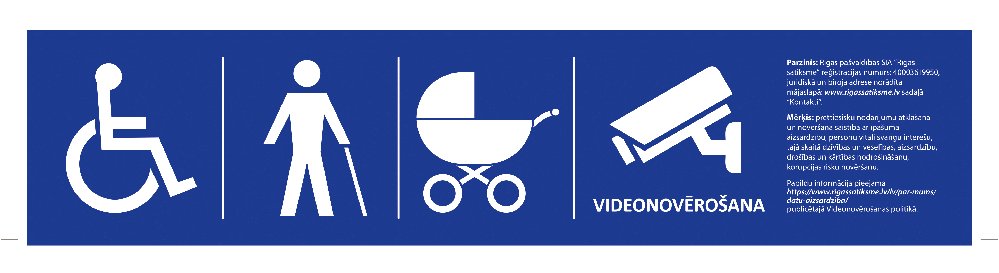 VIDEONOVĒROŠANA
Pārzinis: Rīgas pašvaldības SIA “Rīgas
satiksme” reģistrācijas numurs: 40003619950,
juridiskā un biroja adrese norādīta
mājaslapā: www.rigassatiksme.lv sadaļā
“Kontakti”.
Mērķis: prettiesisku nodarījumu atklāšana
un novēršana saistībā ar īpašuma
aizsardzību, personu vitāli svarīgu interešu,
tajā skaitā dzīvības un veselības, aizsardzību,
drošības un kārtības nodrošināšanu,
korupcijas risku novēršanu.
Papildu informācija pieejama
https://www.rigassatiksme.lv/lv/par-mums/
datu-aizsardziba/
publicētajā Videonovērošanas politikā.